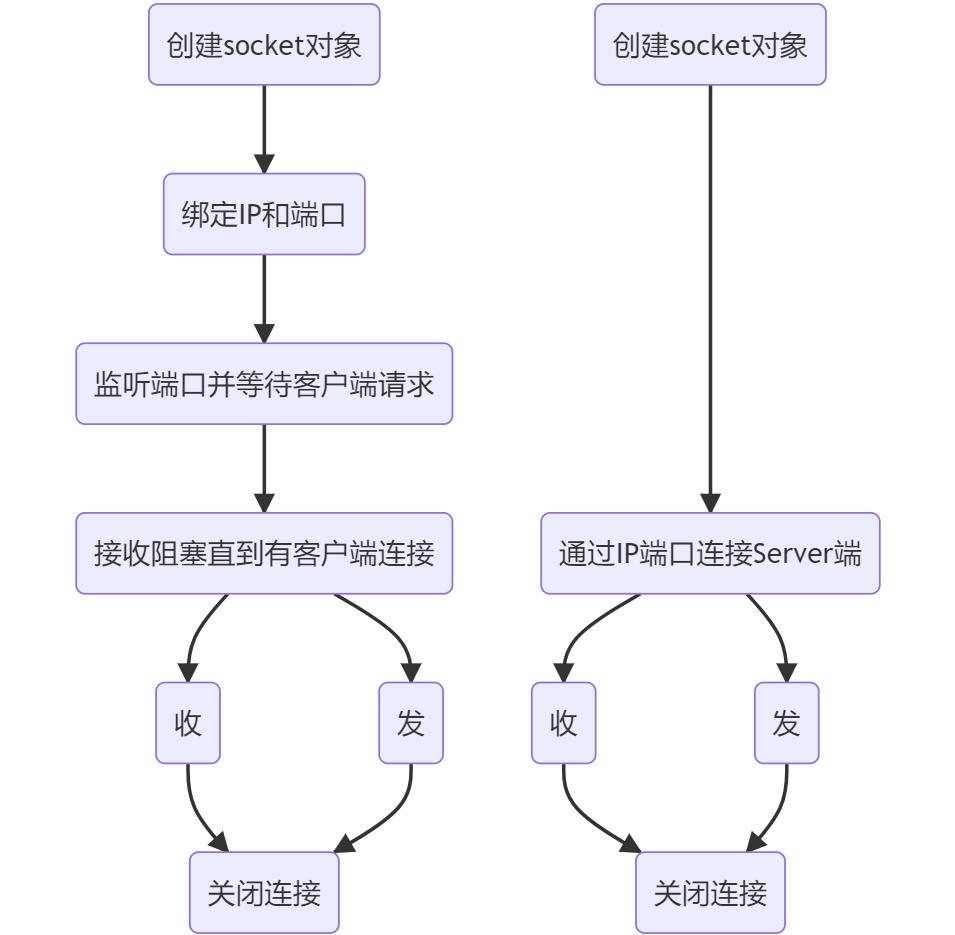 创建socket对象
绑定IP和端口
监听端口并等待客户端请求
接收阻塞直到有客户端连接
收
发
关闭连接
创建socket对象
通过IP端口连接Server端
收
发
关闭连接